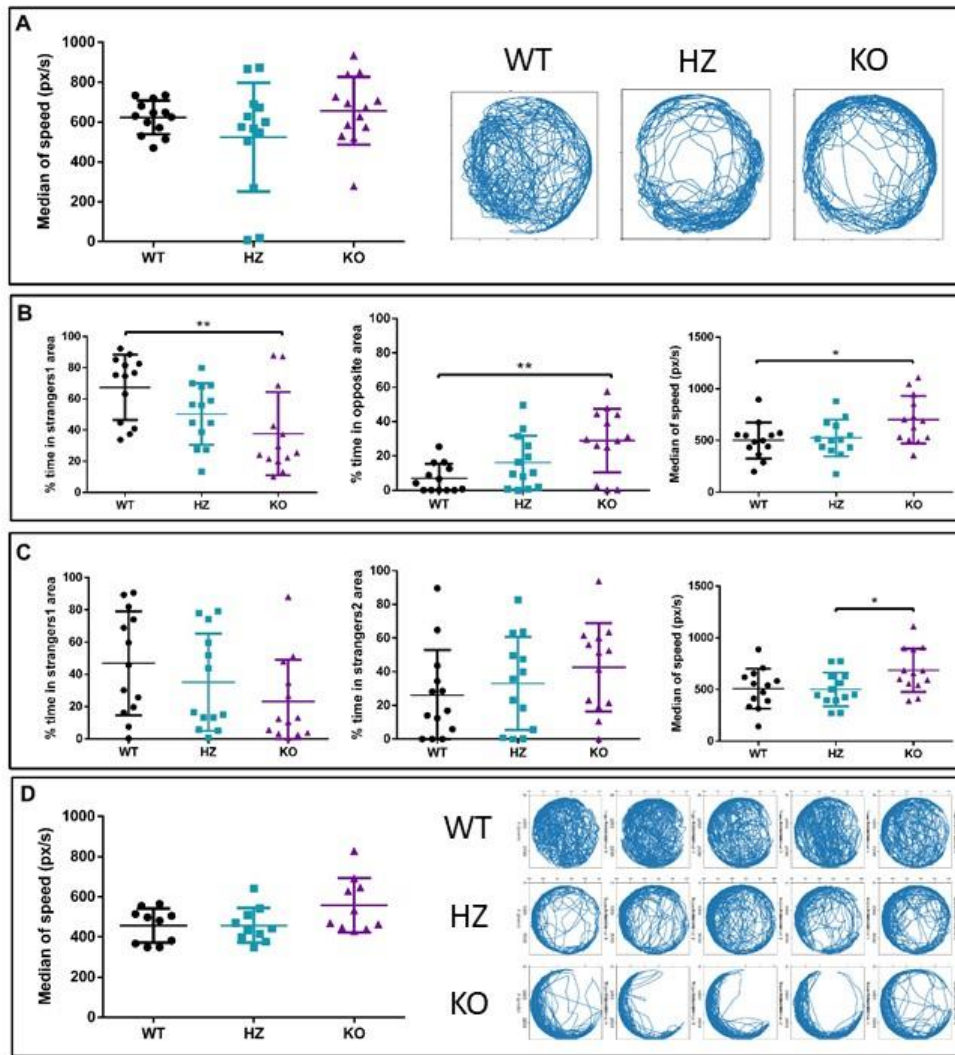 A
Median of speed (px/s)
1000
800
600
400
200
0
WT
HZ
KO
WT
HZ
KO
B
% time in strangers1 area
100
80
60
40
20
0
**
WT
HZ
KO
% time in opposite area
100
80
60
40
20
0
**
WT
HZ
KO
Median of speed (px/s)
1500
1000
500
0
*
WT
HZ
KO
C
% time in strangers1 area
100
80
60
40
20
0
WT
HZ
KO
% time in strangers2 area
100
80
60
40
20
0
WT
HZ
KO
Median of speed (px/s)
1500
1000
500
0
*
WT
HZ
KO
D
Median of speed (px/s)
1000
800
600
400
200
0
WT
HZ
KO
WT
HZ
KO